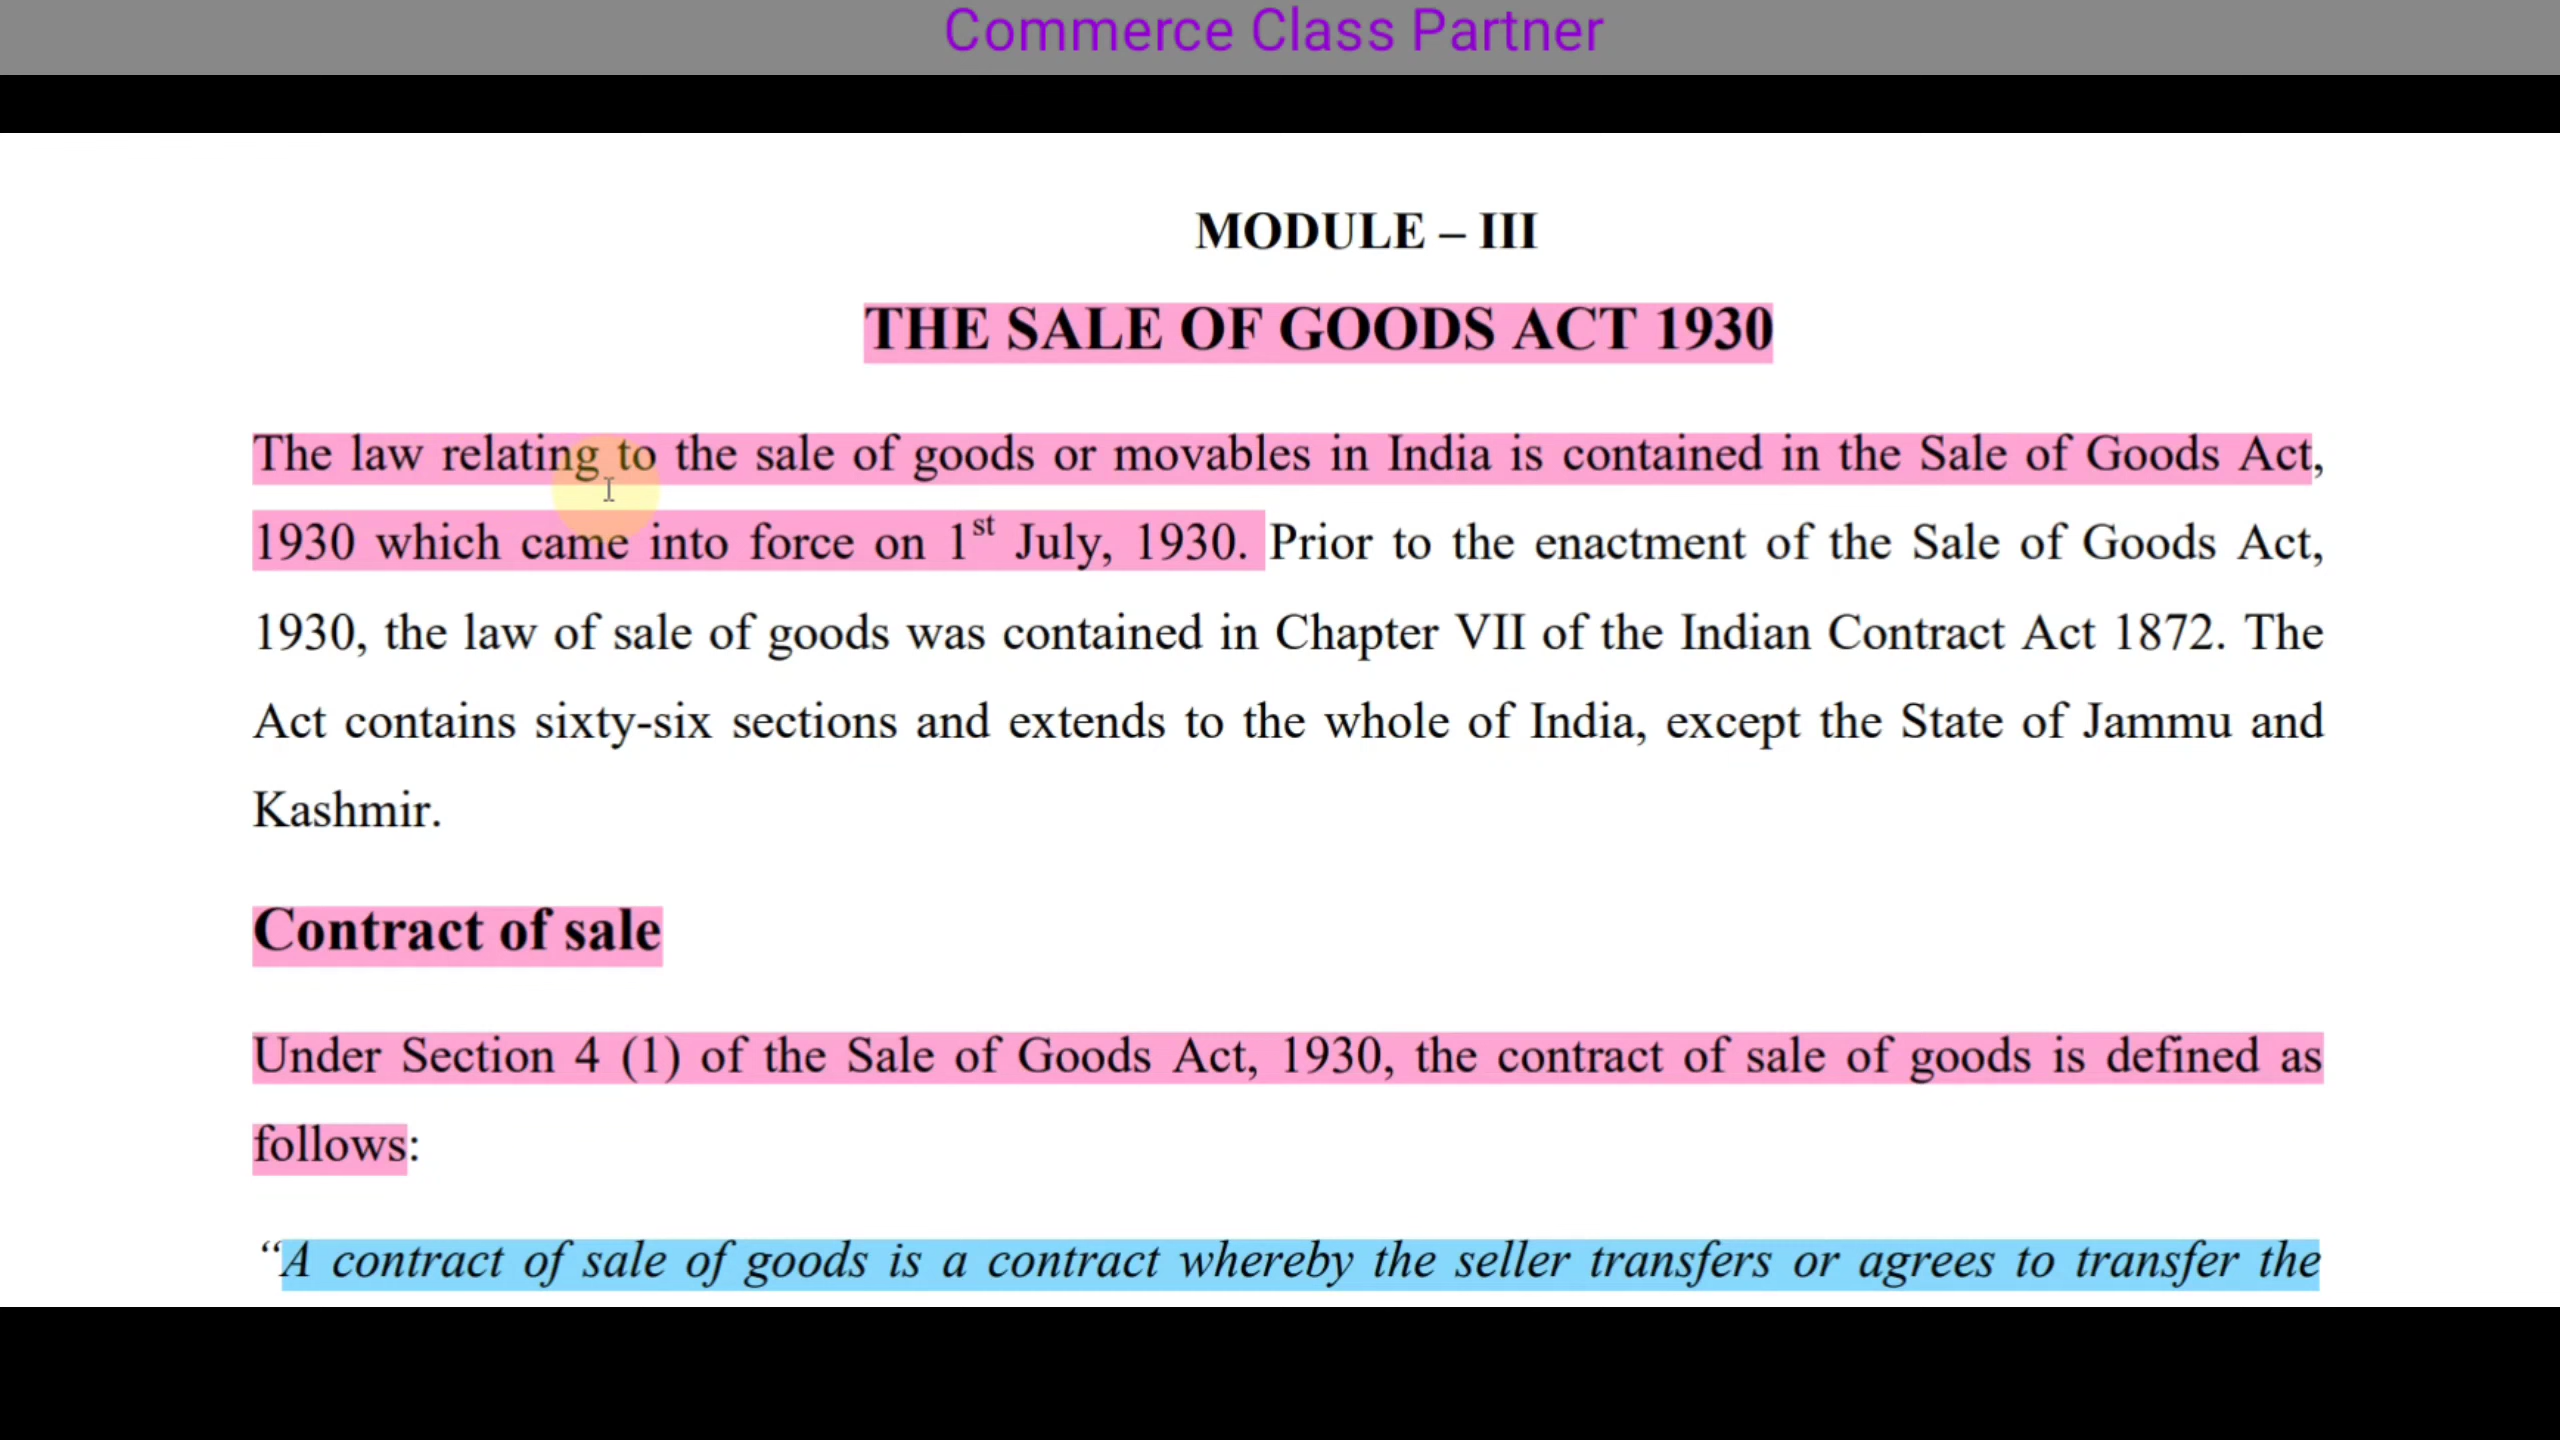 Commerce Class Partner
MODULE – III
THE SALE OF GOODS ACT 1930
The law relating to the sale of goods or movables in India is contained in the Sale of Goods Act,
1930 which came into force on 1st July, 1930. Prior to the enactment of the Sale of Goods Act,
1930, the law of sale of goods was contained in Chapter VII of the Indian Contract Act 1872. The
Act contains sixty-six sections and extends to the whole of India, except the State of Jammu and
Kashmir.
Contract of sale
Under Section 4 (1) of the Sale of Goods Act, 1930, the contract of sale of goods is defined as
follows:
“A contract of sale of goods is a contract whereby the seller transfers or agrees to transfer the